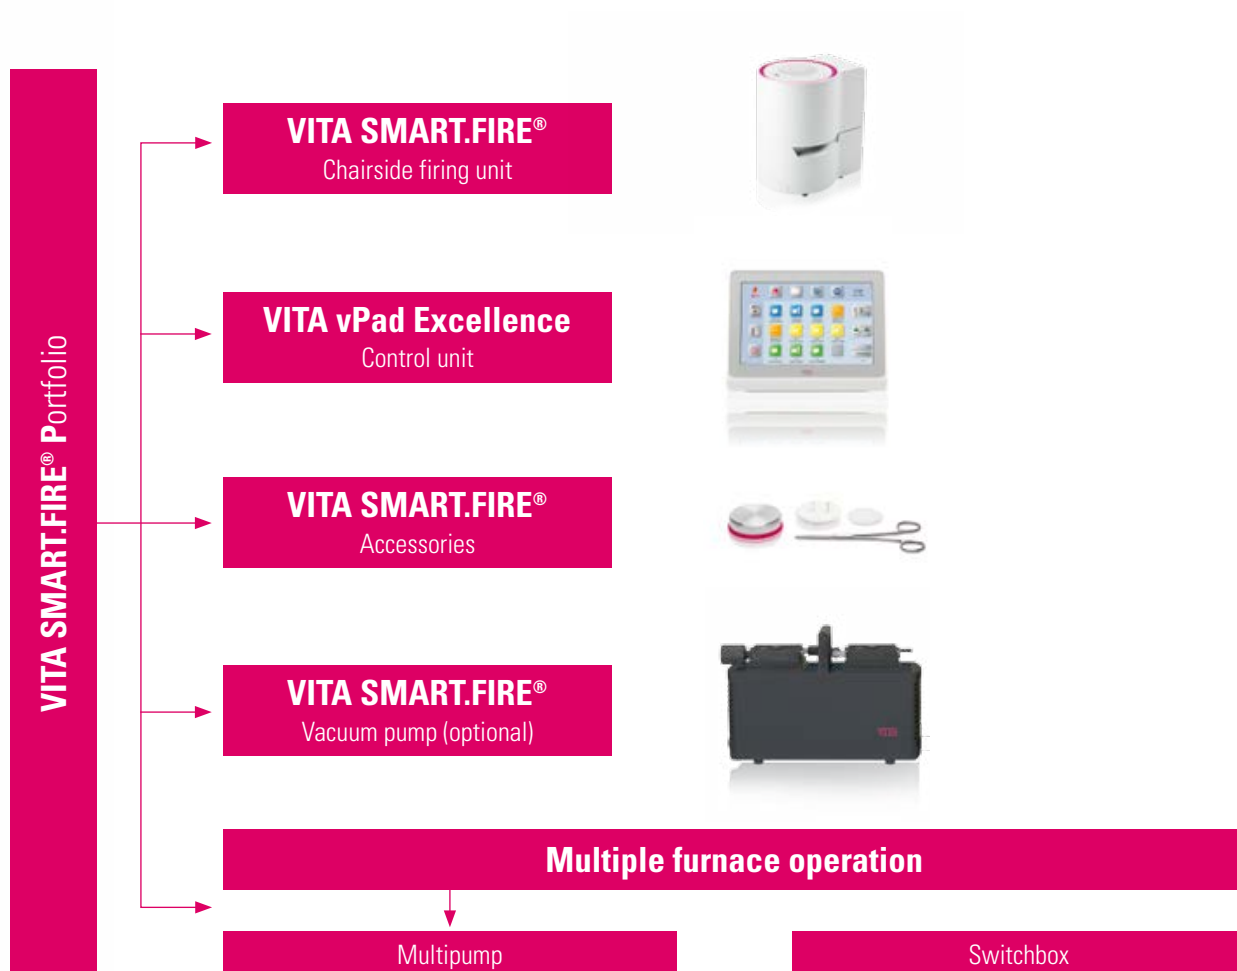 VITA SMART.FIRE® Portfolio
VITA SMART.FIRE®
Chairside firing unit
VITA vPad Excellence
Control unit
VITA SMART.FIRE®
Accessories
VITA SMART.FIRE®
Vacuum pump (optional)
VITA
Multiple furnace operation
Multipump
Switchbox